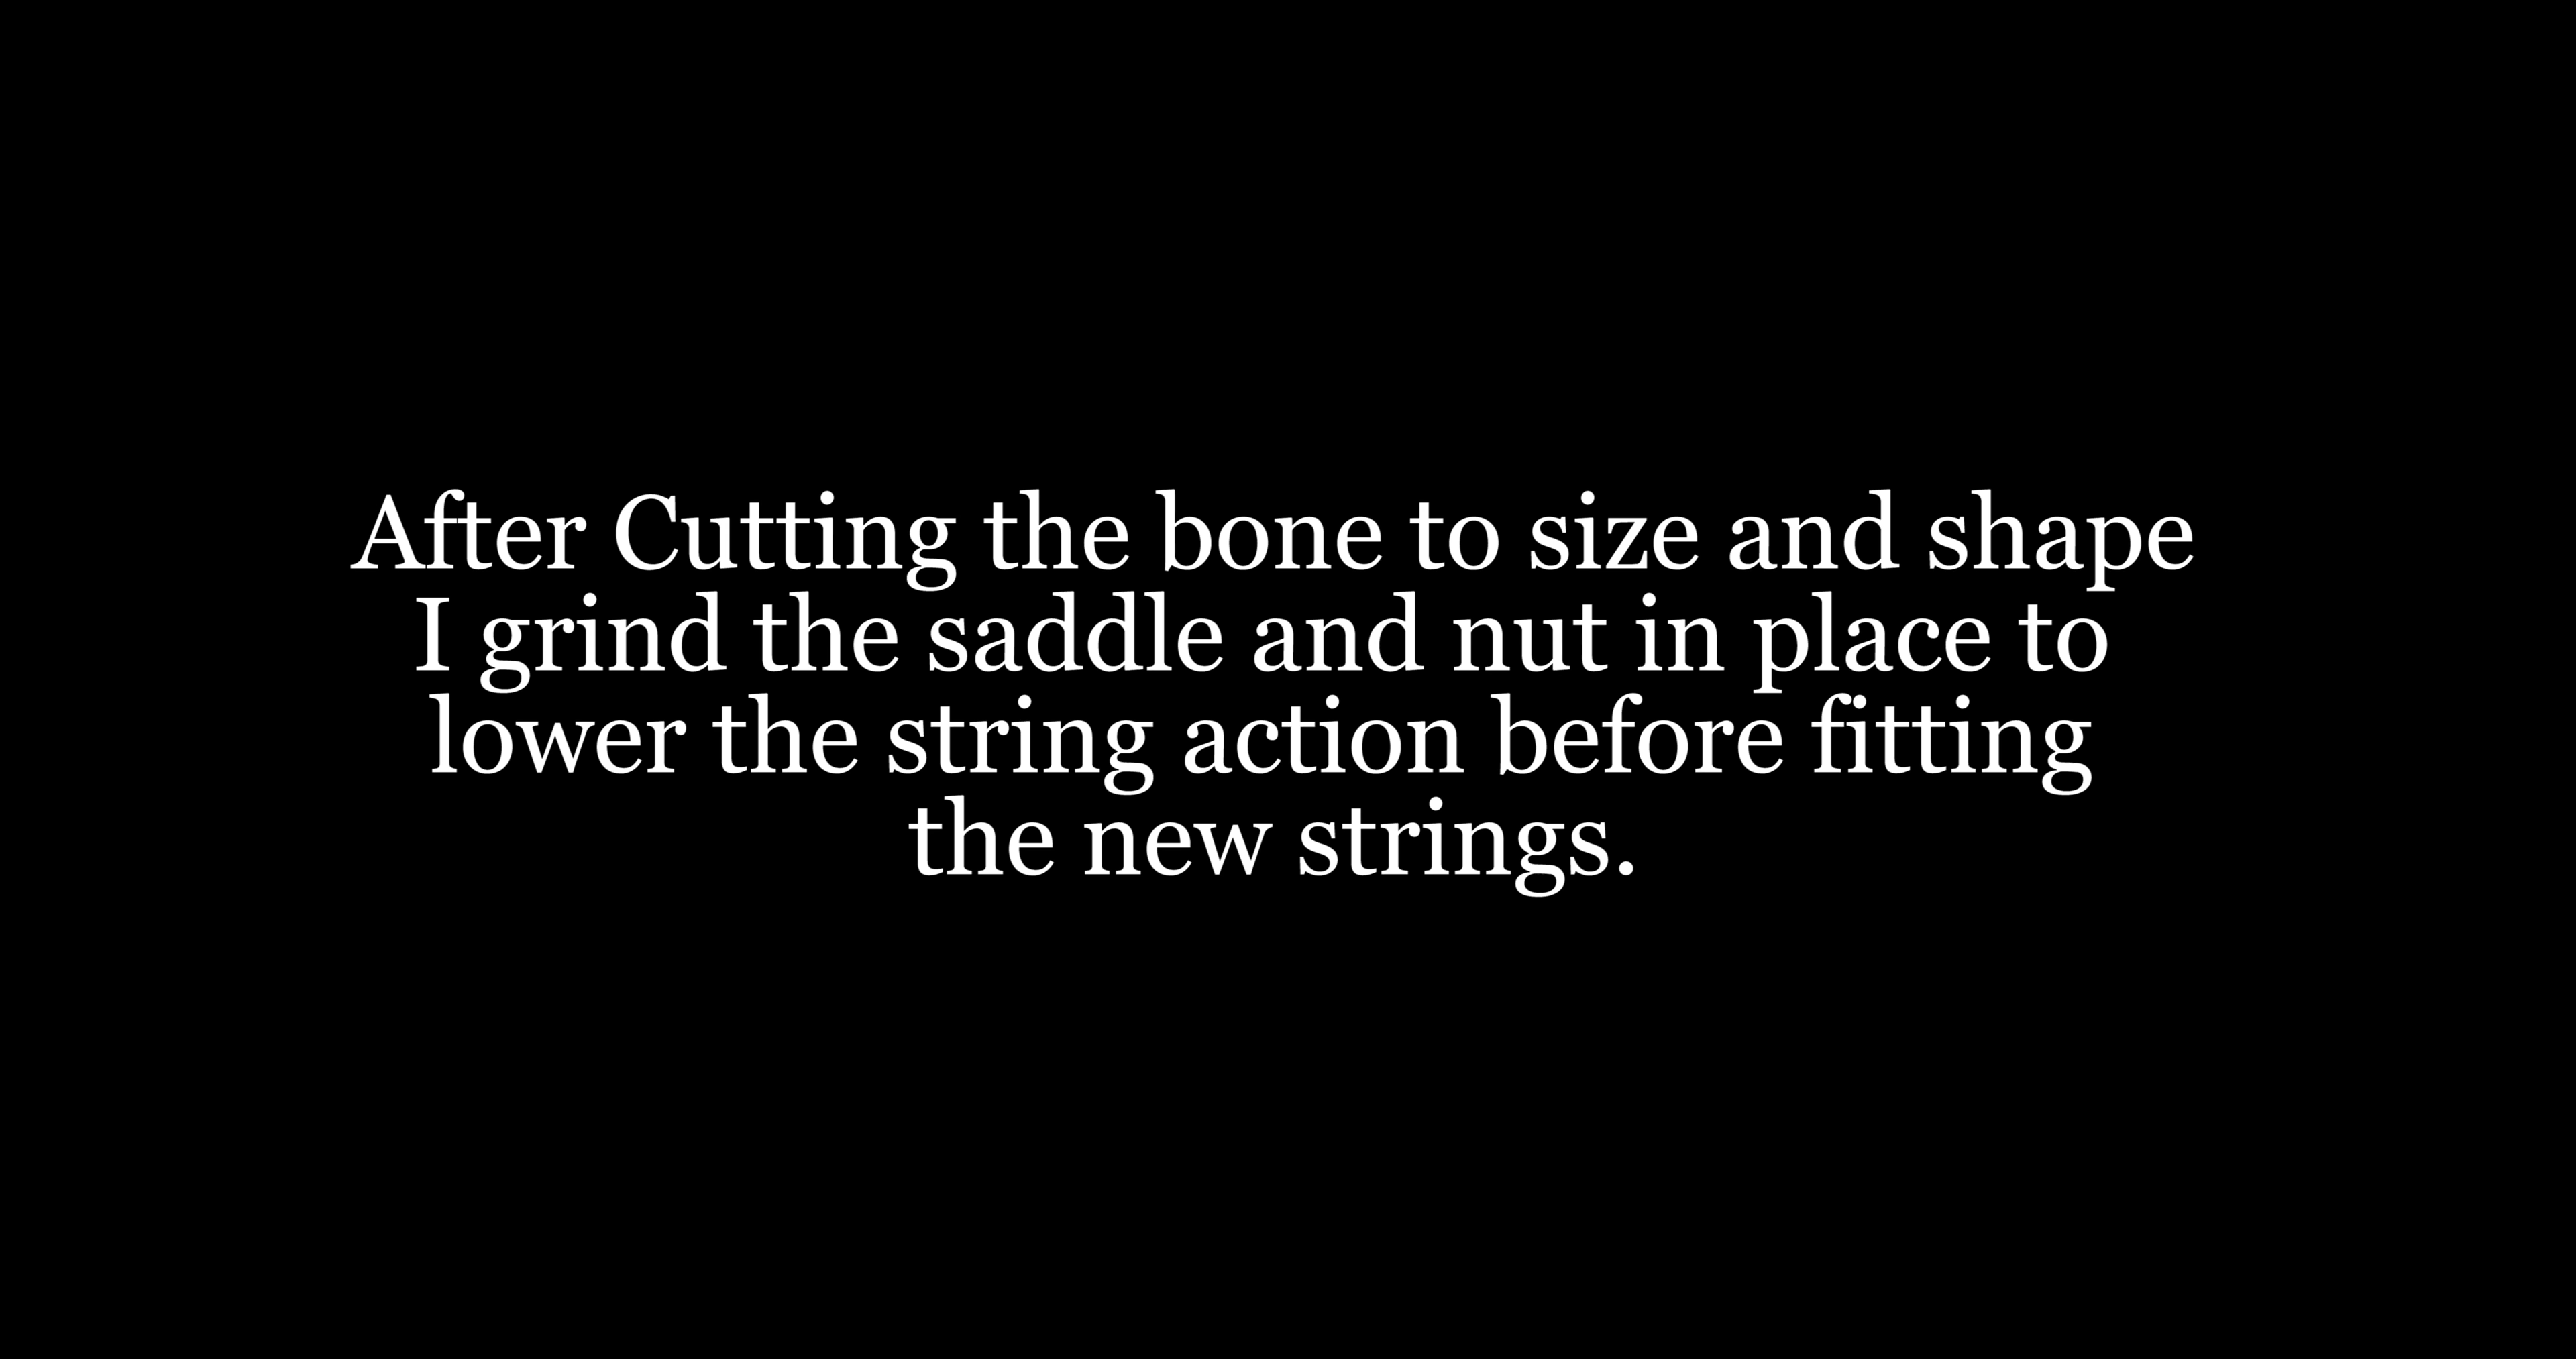 After Cutting the bone to size and shape
I grind the saddle and nut in place to
lower the string action before fitting
the new strings.